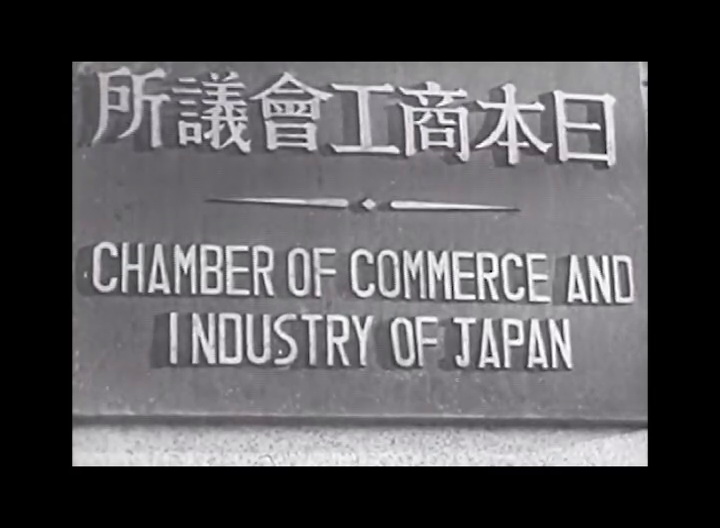 日本商工會議所
CHAMBER OF COMMERCE AND
INDUSTRY OF JAPAN